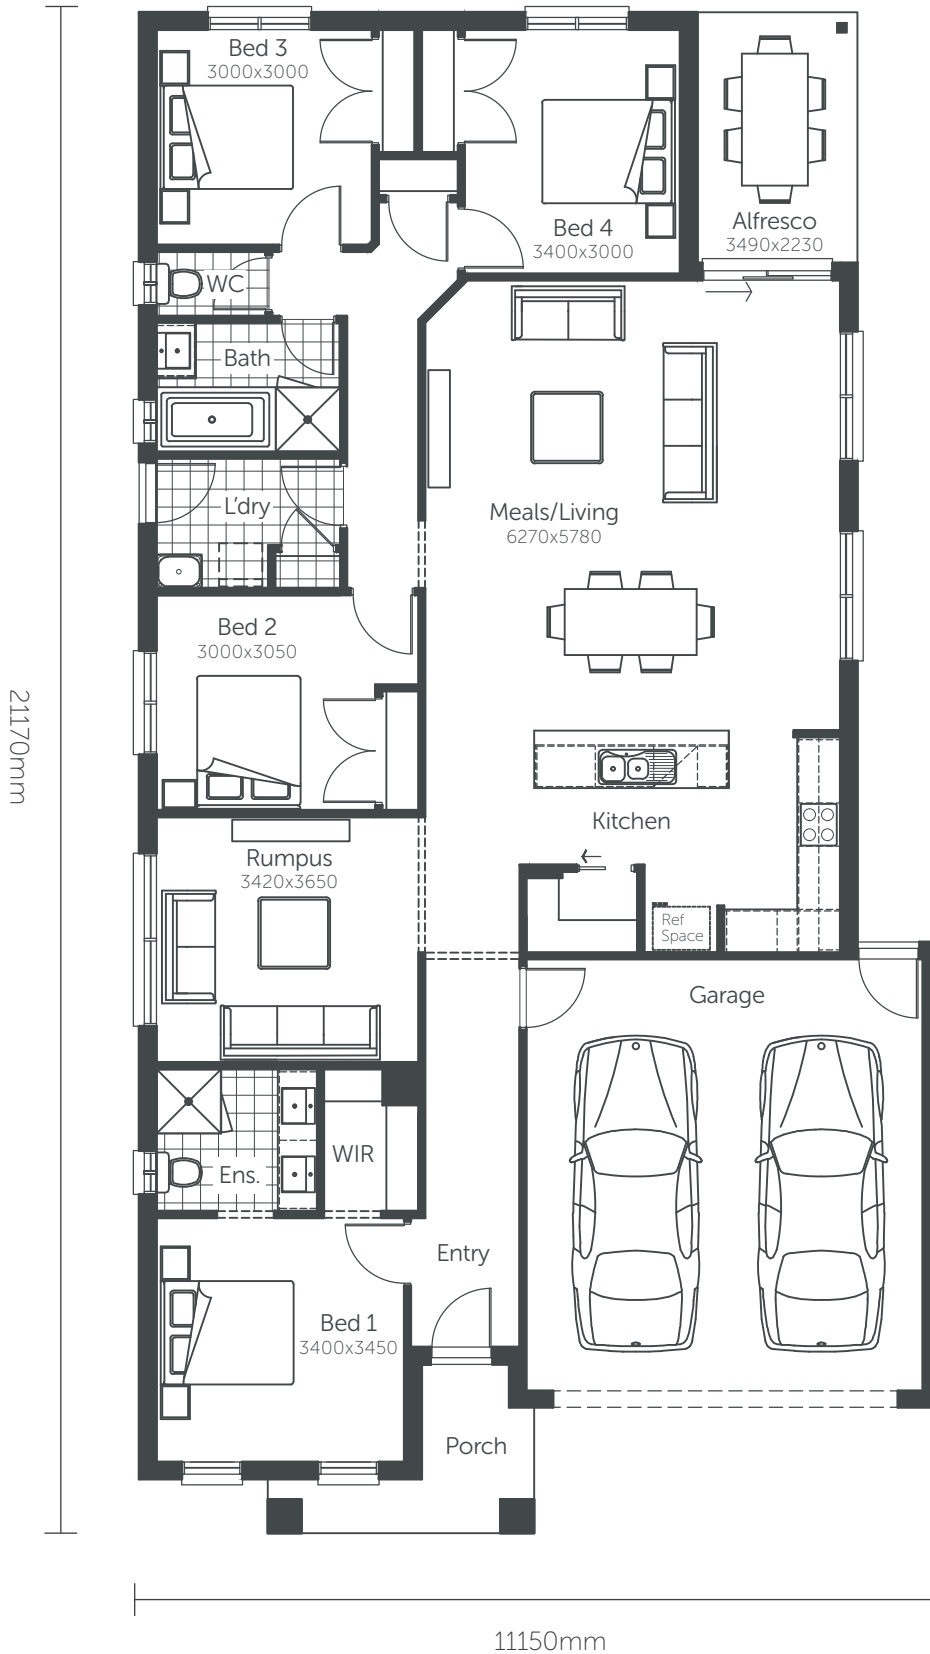 Bed 3
3000x3000
Bed 4
3400x3000
Alfresco
3490x2230
WC
Bath
L'dry
Meals/Living
6270x5780
Bed 2
3000x3050
21170mm
Kitchen
Rumpus
3420x3650
Ref
Space
Garage
WIR
Ens.
Entry
Bed 1
3400x3450
Porch
11150mm